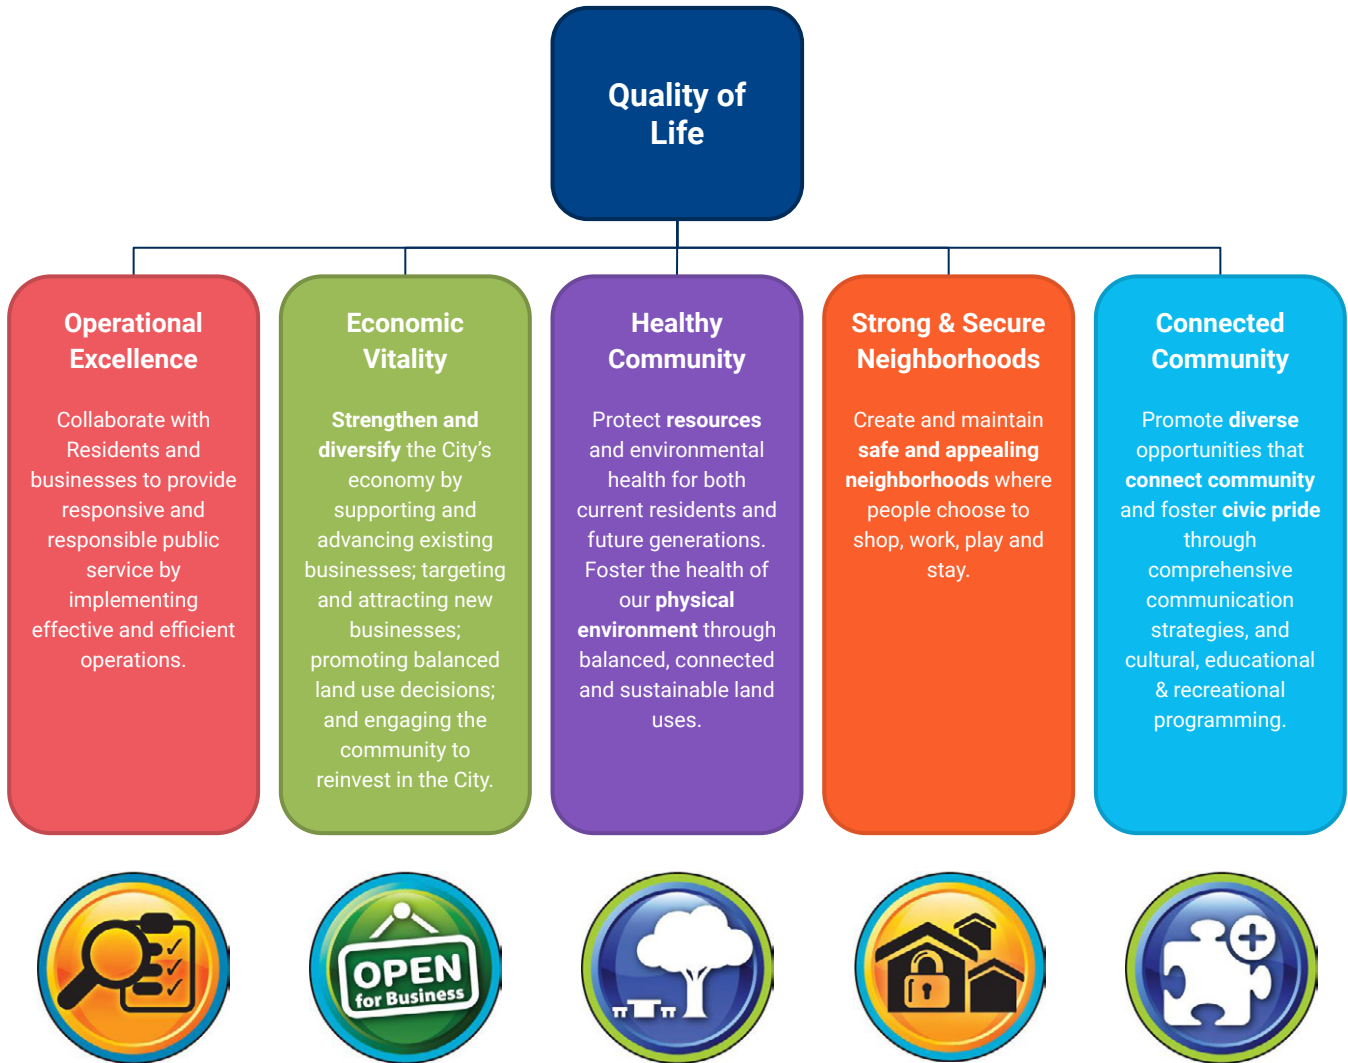 Quality of
Life
Operational
Excellence
Collaborate with
Residents and
businesses to provide
responsive and
responsible public
service by
implementing
effective and efficient
operations.
Economic
Vitality
Strengthen and
diversify the City's
economy by
supporting and
advancing existing
businesses; targeting
and attracting new
businesses;
promoting balanced
land use decisions;
and engaging the
community to
reinvest in the City.
Healthy
Community
Protect resources
and environmental
health for both
current residents and
future generations.
Foster the health of
our physical
environment through
balanced, connected
and sustainable land
uses.
Strong & Secure
Neighborhoods
Create and maintain
safe and appealing
neighborhoods where
people choose to
shop, work, play and
stay.
Connected
Community
Promote diverse
opportunities that
connect community
and foster civic pride
through
comprehensive
communication
strategies, and
cultural, educational
& recreational
programming.
OPEN
for Business